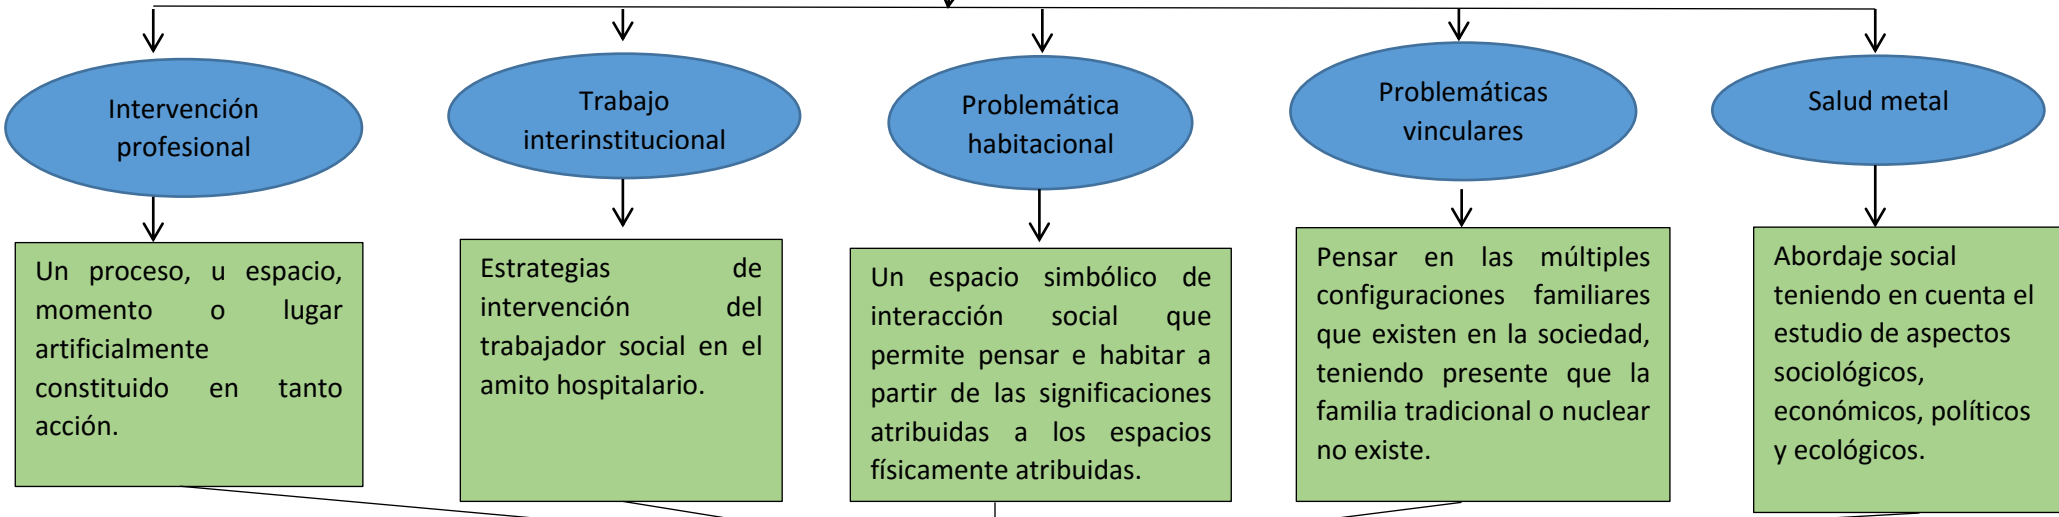 Intervención
profesional
Trabajo
interinstitucional
Problemática
habitacional
Problemáticas
vinculares
Salud metal
Un proceso, u espacio,
momento o lugar
artificialmente
constituido en tanto
acción.
Estrategias de
intervención del
trabajador social en el
amito hospitalario.
Un espacio simbólico de
interacción social que
permite pensar e habitar a
partir de las significaciones
atribuidas a los espacios
físicamente atribuidas.
Pensar en las múltiples
configuraciones familiares
que existen en la sociedad,
teniendo presente que la
familia tradicional o nuclear
no existe.
Abordaje social
teniendo en cuenta el
estudio de aspectos
sociológicos,
económicos, políticos
y ecológicos.